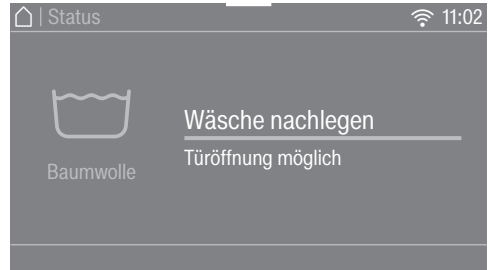 | Status
11:02
Wäsche nachlegen
Türöffnung möglich
Baumwolle